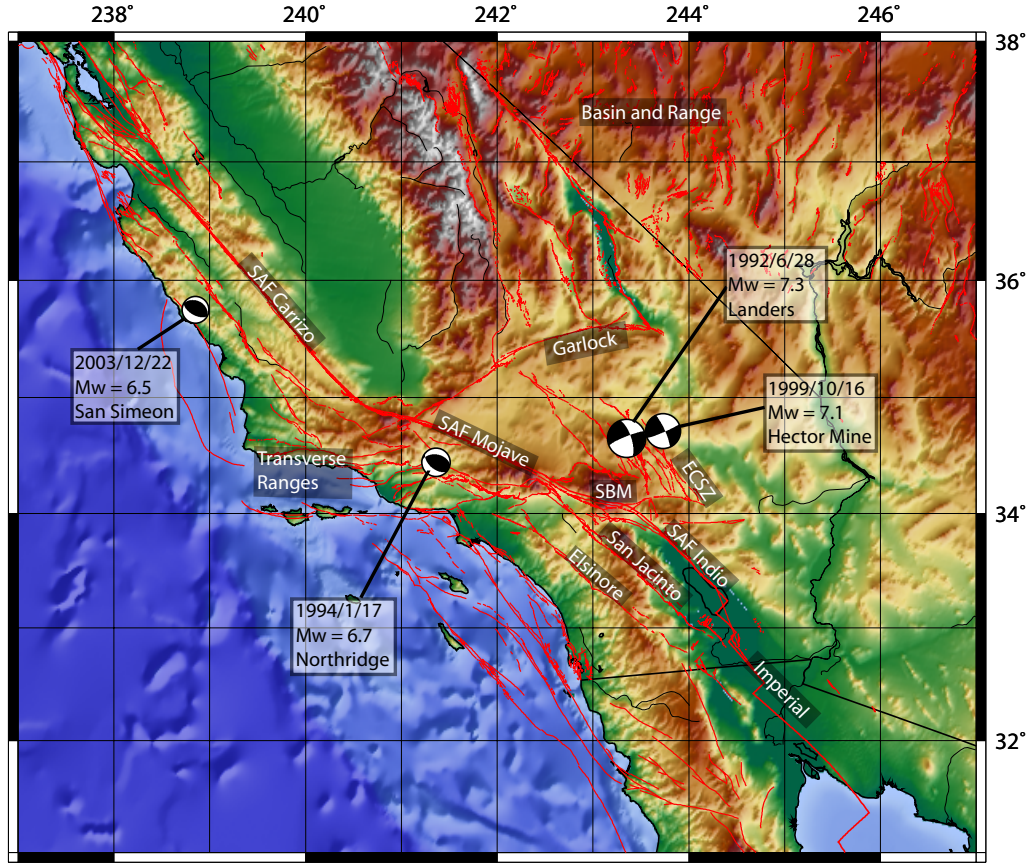 238°
240°
242°
244°
246°
38°
Basin and Range
1992/6/28
Mw = 7.3
Landers
36°
SAF Carrizo
Garlock
2003/12/22
Mw = 6.5
San Simeon
1999/10/16
Mw = 7.1
Hector Mine
SAF Mojave
Transverse
Ranges
ECSZ
SBM
34°
SAF Indio
San Jacinto
Elsinore
1994/1/17
Mw = 6.7
Northridge
Imperial
32°